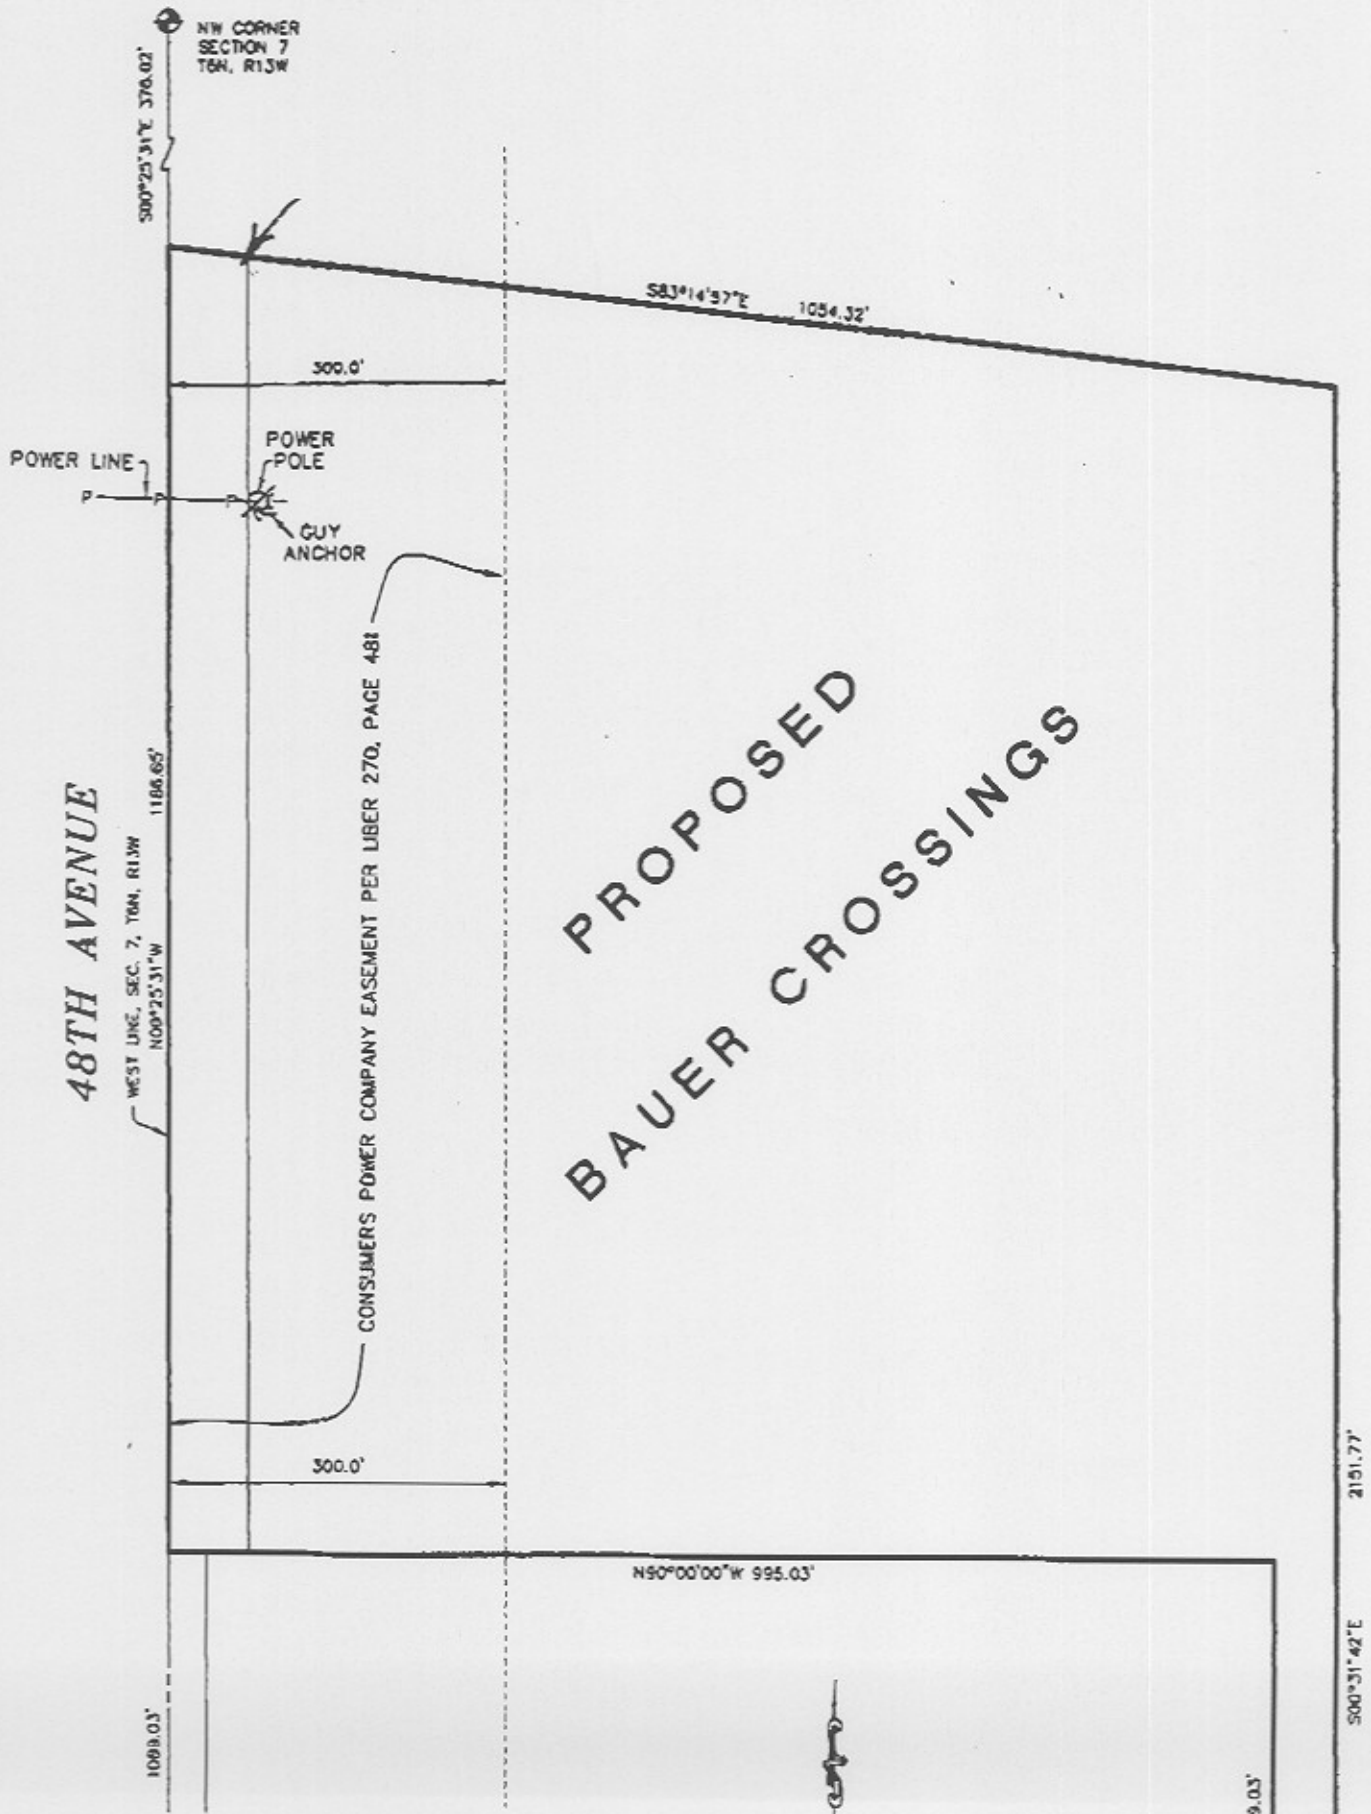 NW CORNER
SECTION 7
T6N, R13W
S00°25'31"E 376.02'
S83°14'57"E 1054.32'
300.0'
POWER LINE
POWER
POLE
P P P
GUY
ANCHOR
CONSUMERS POWER COMPANY EASEMENT PER LIBER 270, PAGE 481
48TH AVENUE
WEST LINE, SEC. 7, T6N, R13W
N00°25'31"W 1186.65'
PROPOSED
BAUER CROSSINGS
300.0'
N90°00'00"W 995.03'
S00°31'42"E 2151.77'
1089.03'
9.03'